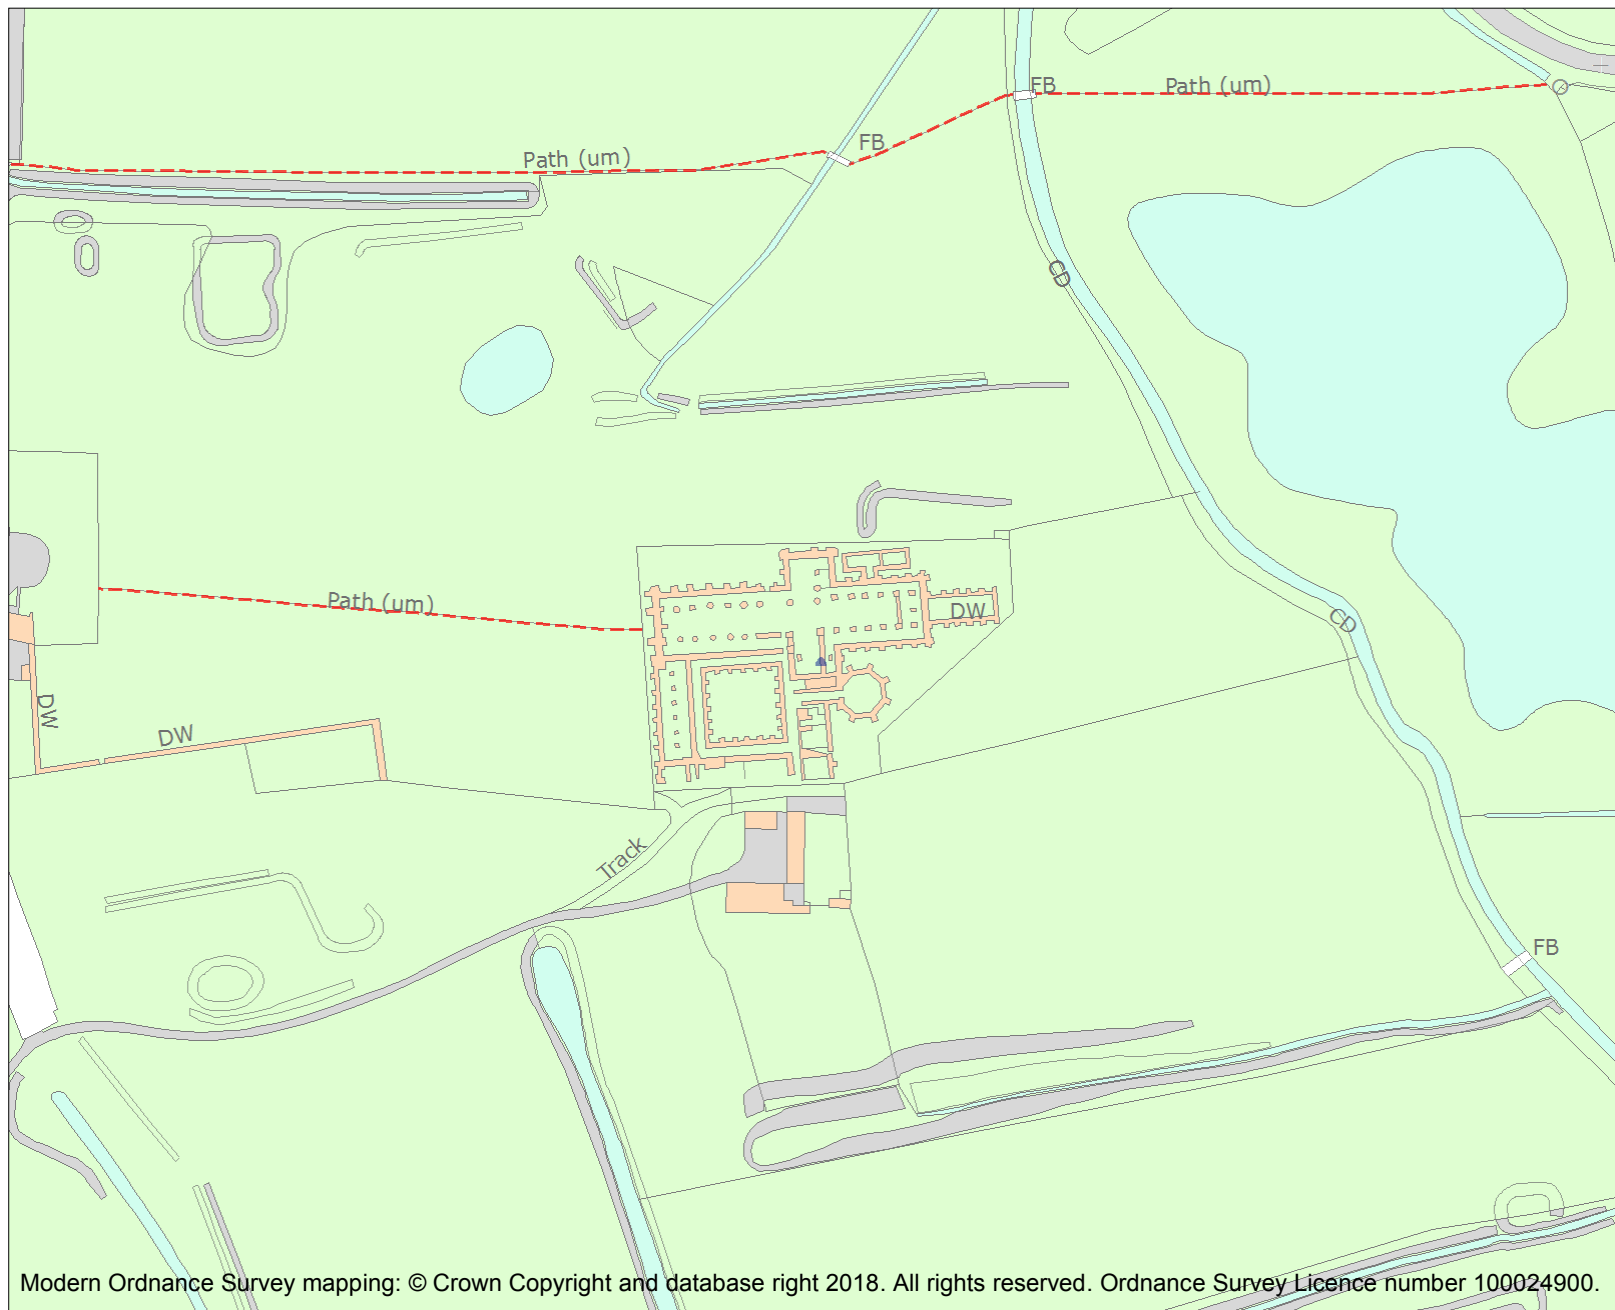 FB
Path (um)
FB
Path (um)
CD
Path (um)
DW
CD
DW
DW
Track
FB
Modern Ordnance Survey mapping: © Crown Copyright and database right 2018. All rights reserved. Ordnance Survey Licence number 100024900.